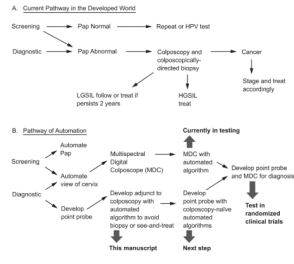 A. Current Pathway in the Developed World
Screening
Pap Normal
Repeat or HPV test
Diagnostic
Pap Abnormal
Colposcopy and
colposcopically-
directed biopsy
Cancer
LGSIL follow or treat if
persists 2 years
HGSIL
treat
Stage and treat
accordingly
B. Pathway of Automation
Currently in testing
Screening
Automate
Pap
Automate
view of cervix
Multispectral
Digital
Colposcope (MDC)
MDC with
automated
algorithm
Diagnostic
Develop
point probe
Develop adjunct to
colposcopy with
automated
algorithm to avoid
biopsy or see-and-treat
Develop
point probe with
colposcopy-naïve
automated
algorithms
Develop point probe
and MDC for diagnosis
Test in
randomized
clinical trials
This manuscript
Next step